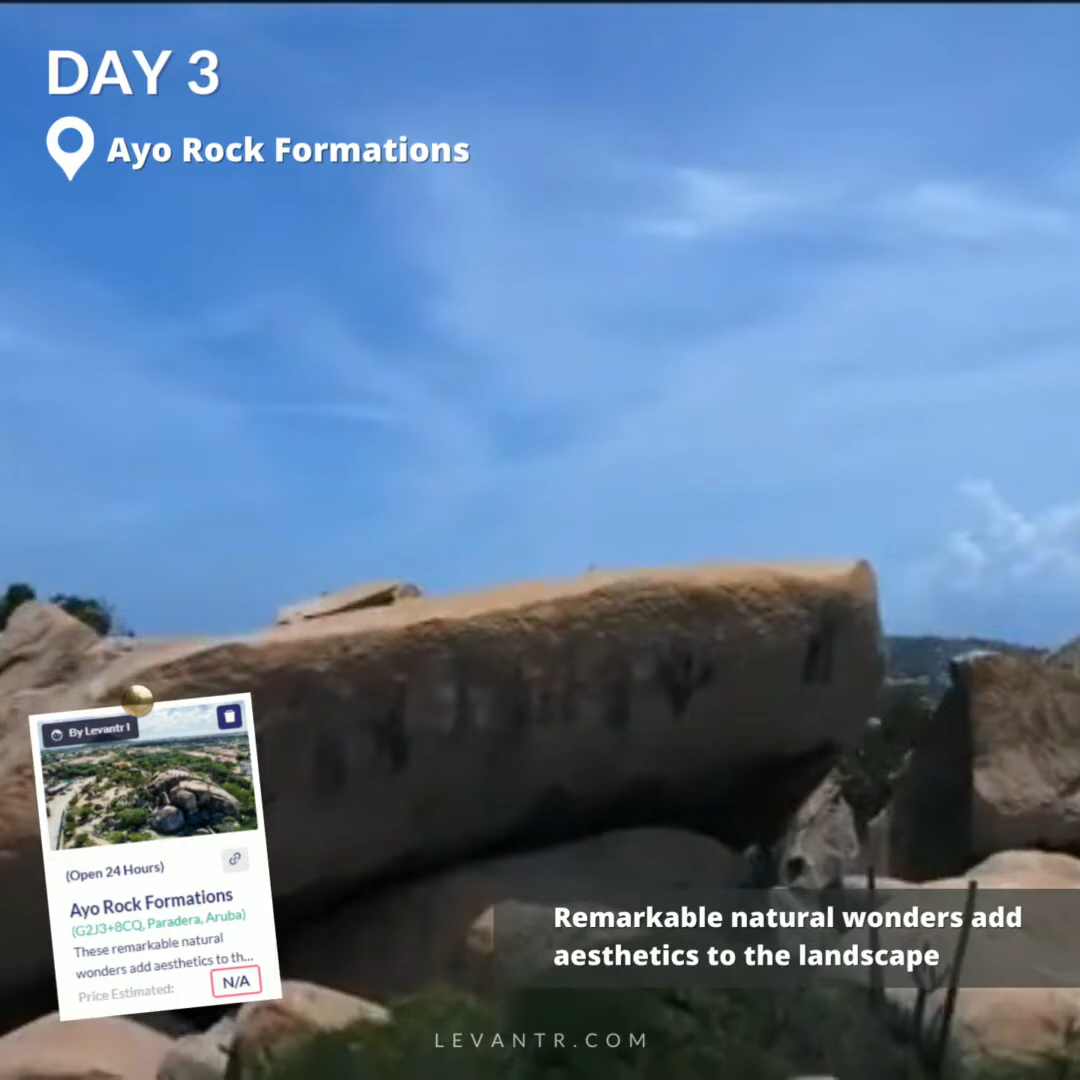 DAY 3
Ayo Rock Formations
By Levantr I
(Open 24 Hours)
Ayo Rock Formations
(G2J3+8CQ, Paradera, Aruba)
These remarkable natural
wonders add aesthetics to th...
Price Estimated:
N/A
Remarkable natural wonders add
aesthetics to the landscape
LEVANTR.COM